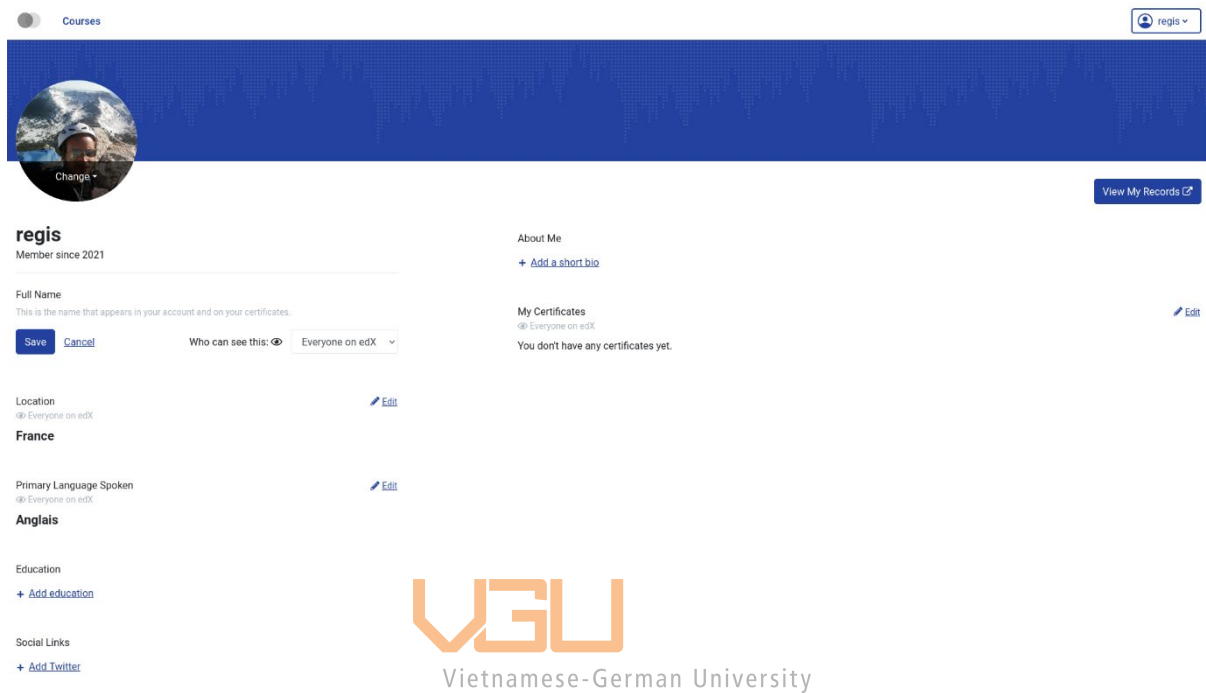 Courses
regis
Change
View My Records
regis
Member since 2021
Full Name
This is the name that appears in your account and on your certificates.
Save Cancel Who can see this: Everyone on edX
Location Edit
Everyone on edX
France
Primary Language Spoken Edit
Everyone on edX
Anglais
Education
+ Add education
Social Links
+ Add Twitter
About Me
+ Add a short bio
My Certificates Edit
Everyone on edX
You don't have any certificates yet.
VGU
Vietnamese-German University